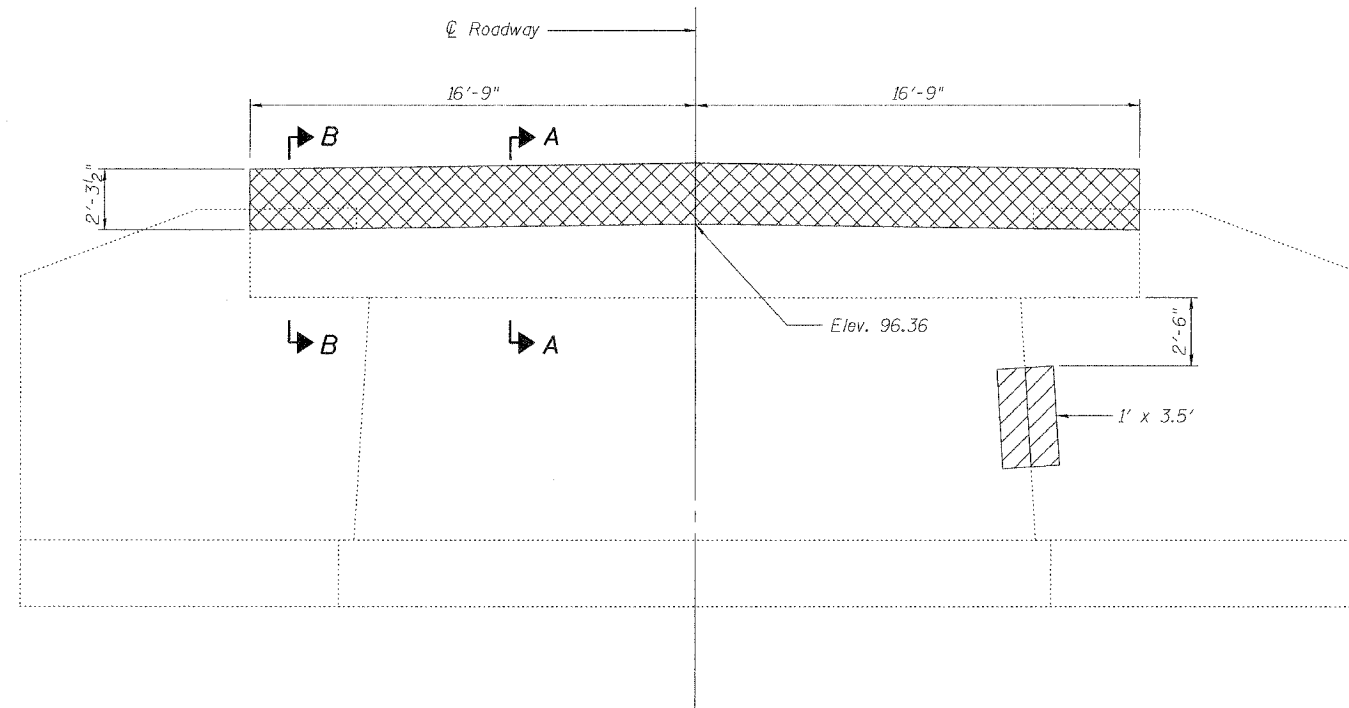 ℄ Roadway
16'-9" 16'-9"
B A
2'-3½"
Elev. 96.36
B A
2'-6"
1' x 3.5'